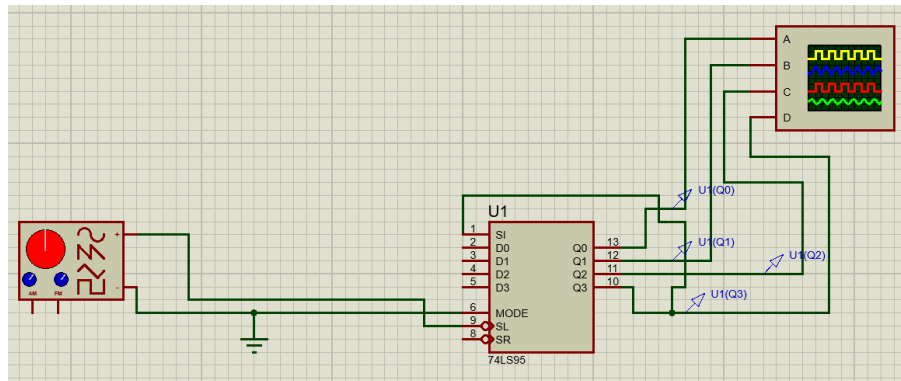 A
B
C
D
U1(Q0)
U1
1 SI
2 D0 Q0 13
U1(Q1)
3 D1 Q1 12
U1(Q2)
4 D2 Q2 11
5 D3 Q3 10
U1(Q3)
+
-
AM FM
6 MODE
9 SL
8 SR
74LS95